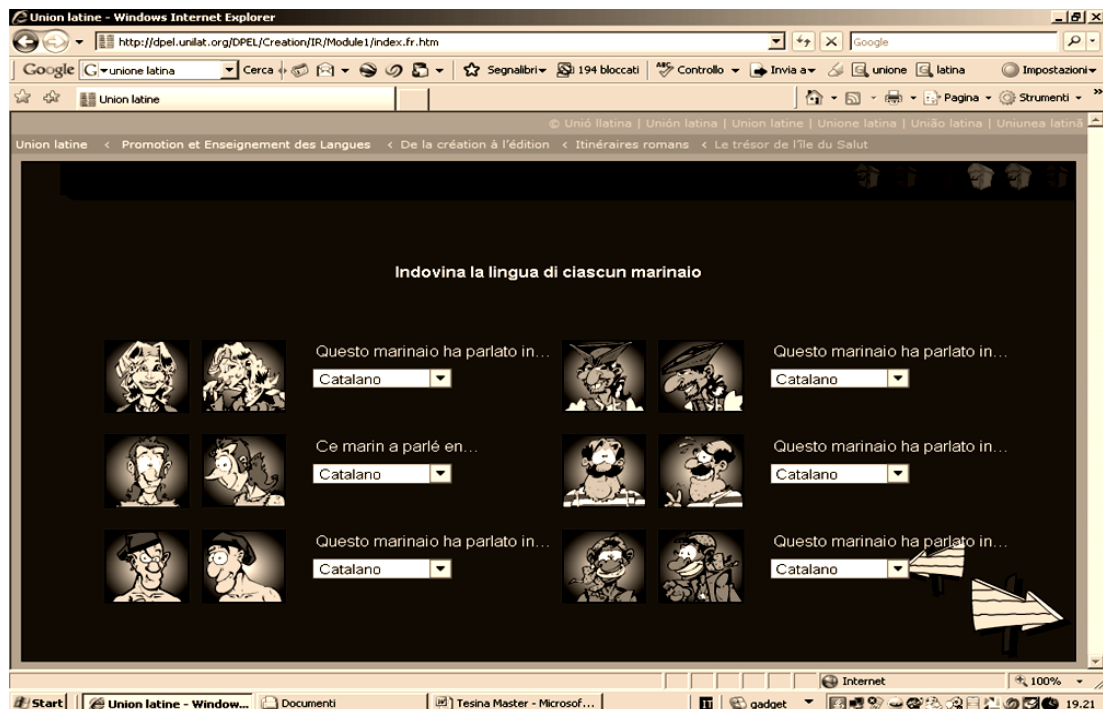 Union latine - Windows Internet Explorer
http://dpel.unilat.org/DPEL/Creation/IR/Module1/index.fr.htm
Google
Google G unione latina Cerca Segnalibri 194 bloccati ABC Controllo Invia a unione latina Impostazioni
Union latine Pagina Strumenti »
© Unió llatina | Unión latina | Union latine | Unione latina | União latina | Uniunea latină
Union latine < Promotion et Enseignement des Langues < De la création à l'édition < Itinéraires romans < Le trésor de l'île du Salut
Indovina la lingua di ciascun marinaio
Questo marinaio ha parlato in...
Catalano
Questo marinaio ha parlato in...
Catalano
Ce marin a parlé en...
Catalano
Questo marinaio ha parlato in...
Catalano
Questo marinaio ha parlato in...
Catalano
Questo marinaio ha parlato in...
Catalano
Internet 100%
Start Union latine - Window... Documenti Tesina Master - Microsof... IT gadget 19.21